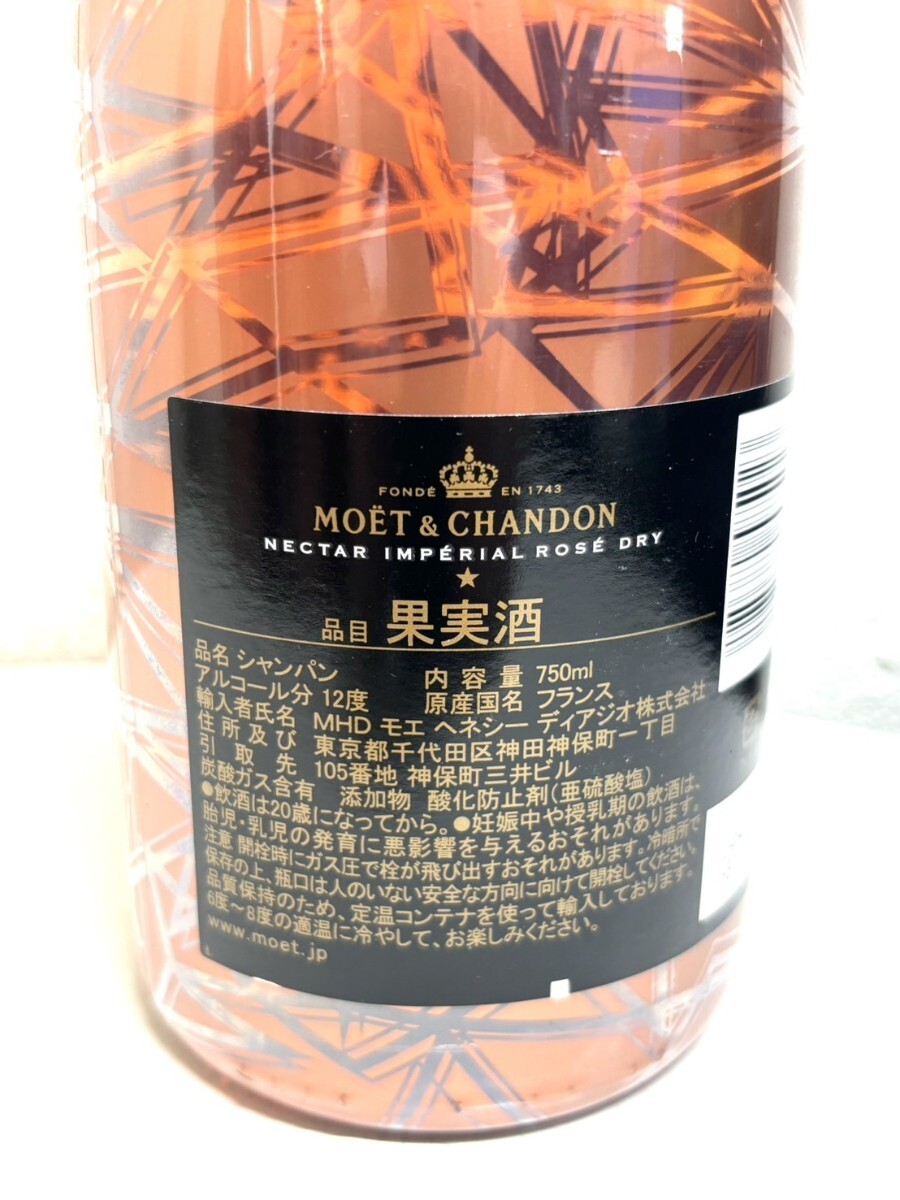 FONDÉ EN 1743
MOËT & CHANDON
NECTAR IMPÉRIAL ROSÉ DRY
品目 果実酒
品名 シャンパン 内容量 750ml
アルコール分 12度 原産国名 フランス
輸入者氏名 MHD モエ ヘネシー ディアジオ株式会社
住所及び 東京都千代田区神田神保町一丁目
引取先 105番地 神保町三井ビル
炭酸ガス含有 添加物 酸化防止剤(亜硫酸塩)
●飲酒は20歳になってから。●妊娠中や授乳期の飲酒は、
胎児・乳児の発育に悪影響を与えるおそれがあります。
注意 開栓時にガス圧で栓が飛び出すおそれがあります。冷暗所で
保存の上、瓶口は人のいない安全な方向に向けて開栓してください。
品質保持のため、定温コンテナを使って輸入しております。
6度～8度の適温に冷やして、お楽しみください。
www.moet.jp